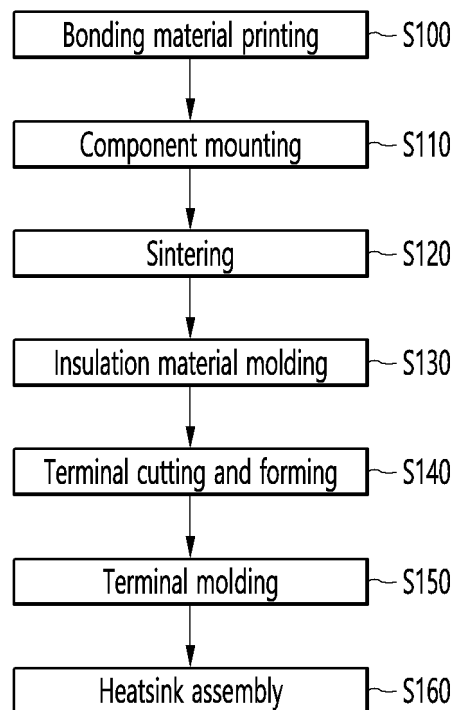 Bonding material printing S100
Component mounting S110
Sintering S120
Insulation material molding S130
Terminal cutting and forming S140
Terminal molding S150
Heatsink assembly S160